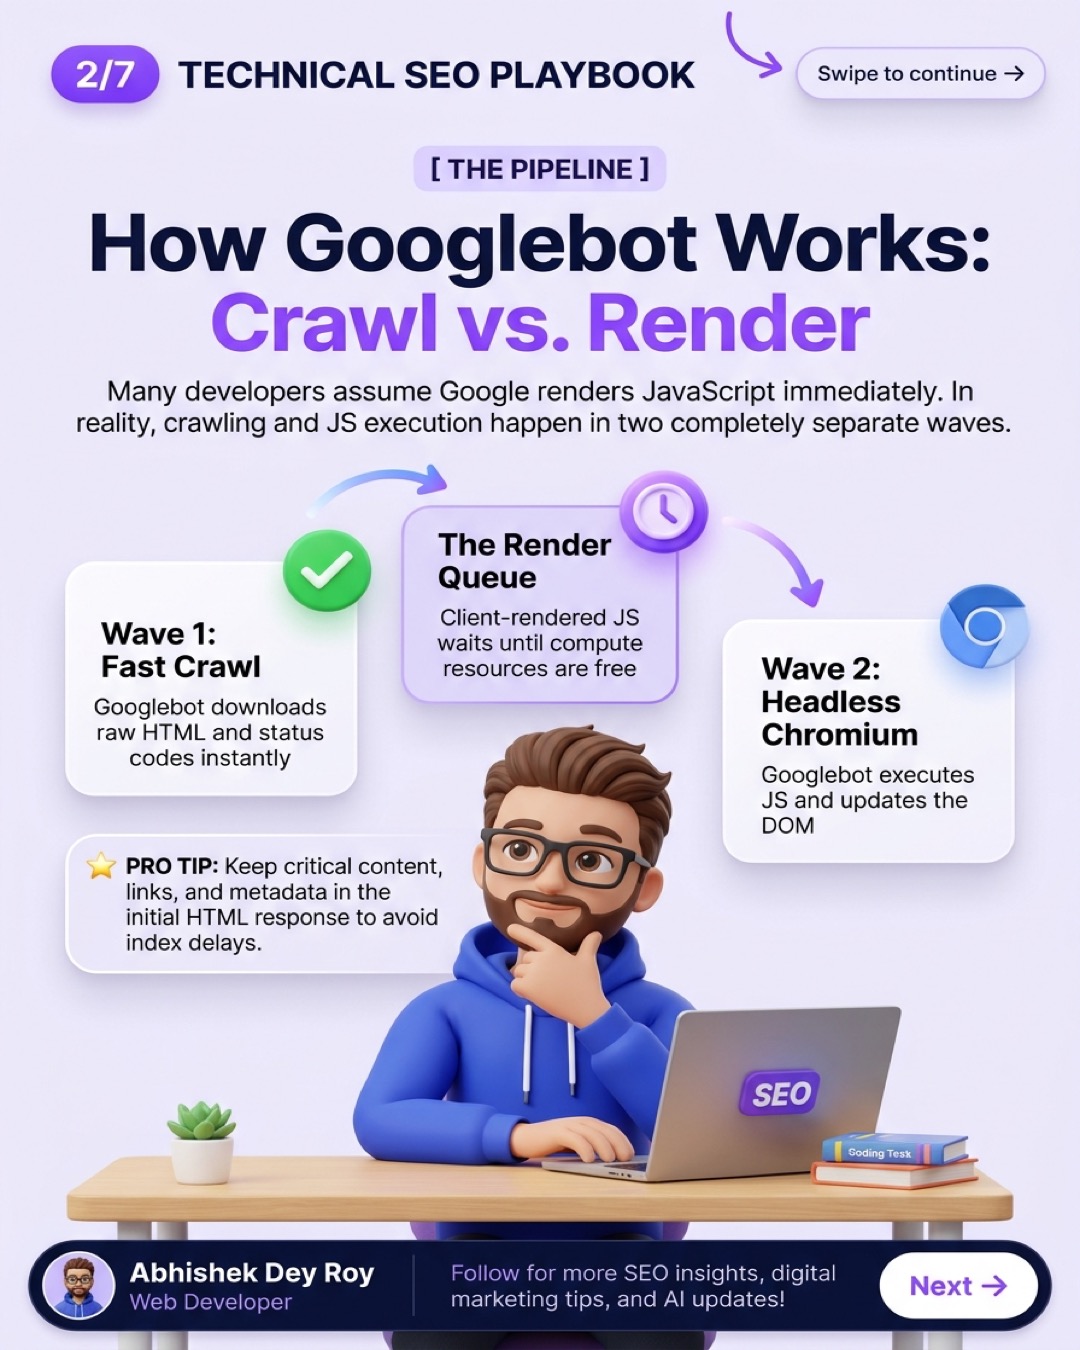 2/7
TECHNICAL SEO PLAYBOOK
Swipe to continue →
[ THE PIPELINE ]
How Googlebot Works:
Crawl vs. Render
Many developers assume Google renders JavaScript immediately. In
reality, crawling and JS execution happen in two completely separate waves.
Wave 1:
Fast Crawl
Googlebot downloads
raw HTML and status
codes instantly
The Render
Queue
Client-rendered JS
waits until compute
resources are free
Wave 2:
Headless
Chromium
Googlebot executes
JS and updates the
DOM
PRO TIP: Keep critical content,
links, and metadata in the
initial HTML response to avoid
index delays.
SEO
Soding Tesk
Abhishek Dey Roy
Web Developer
Follow for more SEO insights, digital
marketing tips, and AI updates!
Next →